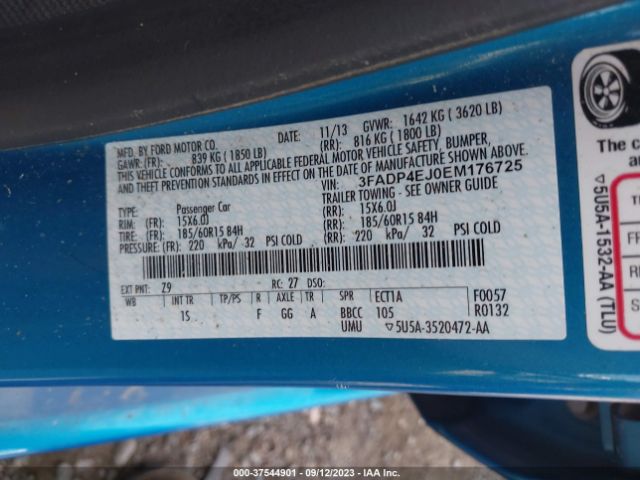 MFD. BY FORD MOTOR CO.
DATE: 11/13 GVWR: 1642 KG ( 3620 LB)
GAWR: (FR): 839 KG ( 1850 LB) (RR): 816 KG ( 1800 LB)
THIS VEHICLE CONFORMS TO ALL APPLICABLE FEDERAL MOTOR VEHICLE SAFETY, BUMPER,
AND THEFT PREVENTION STANDARDS IN EFFECT ON THE DATE OF MANUFACTURE SHOWN ABOVE.
VIN: 3FADP4EJ0EM176725
TYPE: Passenger Car TRAILER TOWING - SEE OWNER GUIDE
RIM: (FR): 15X6.0J (RR): 15X6.0J
TIRE: (FR): 185/60R15 84H (RR): 185/60R15 84H
PRESSURE: (FR): 220 kPa/ 32 PSI COLD (RR): 220 kPa/ 32 PSI COLD
EXT PNT: Z9 RC: 27 DSO: F0057
WB INT TR TP/PS R AXLE TR SPR ECT1A R0132
1S F GG A BBCC 105
UMU ▽5U5A-3520472-AA
▽5U5A-1532-AA (TLU)
000-37544901 - 09/12/2023 - IAA Inc.